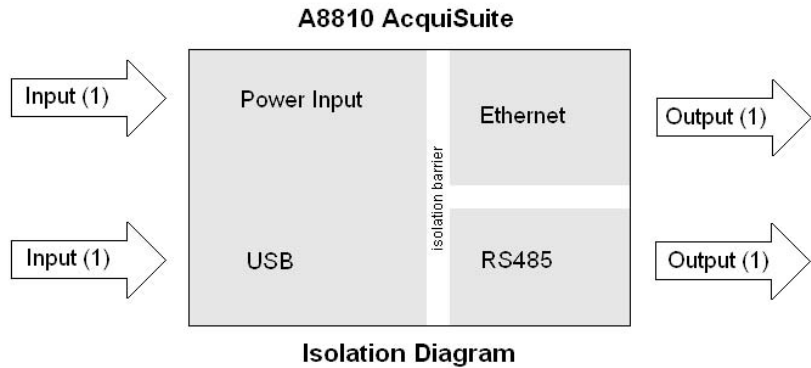 A8810 AcquiSuite
Input (1)
Power Input
Ethernet
Output (1)
isolation barrier
Input (1)
USB
RS485
Output (1)
Isolation Diagram